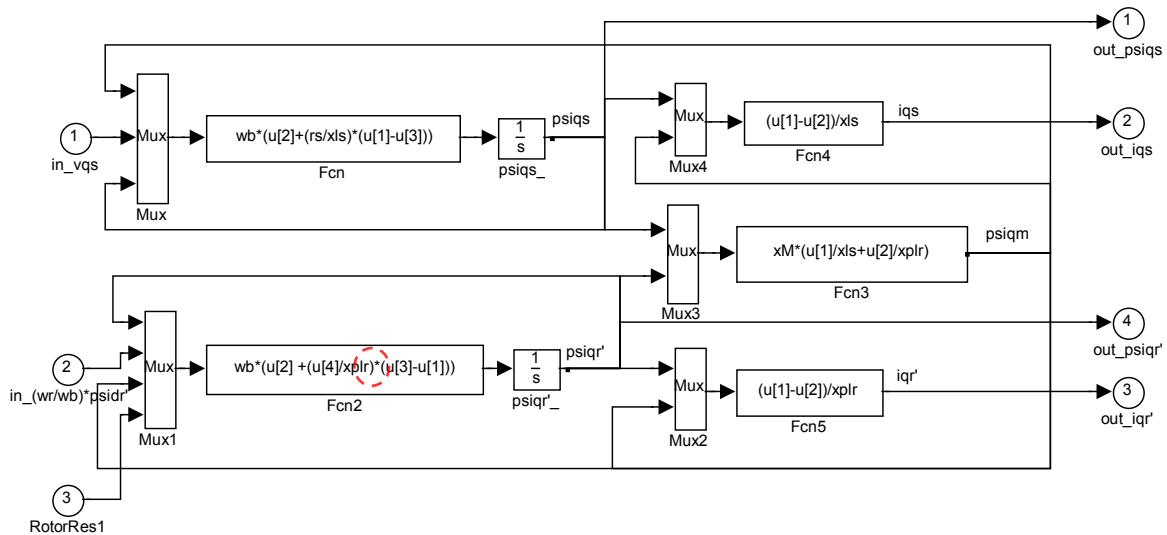 1
out_psiqs
1
in_vqs
Mux
Mux
wb*(u[2]+(rs/xls)*(u[1]-u[3]))
Fcn
1
s
psiqs_
psiqs
Mux
Mux4
(u[1]-u[2])/xls
Fcn4
iqs
2
out_iqs
Mux
Mux3
xM*(u[1]/xls+u[2]/xplr)
Fcn3
psiqm
2
in_(wr/wb)*psidr'
Mux
Mux1
wb*(u[2] +(u[4]/xplr)*(u[3]-u[1]))
Fcn2
1
s
psiqr'_
psiqr'
4
out_psiqr'
Mux
Mux2
(u[1]-u[2])/xplr
Fcn5
iqr'
3
out_iqr'
3
RotorRes1